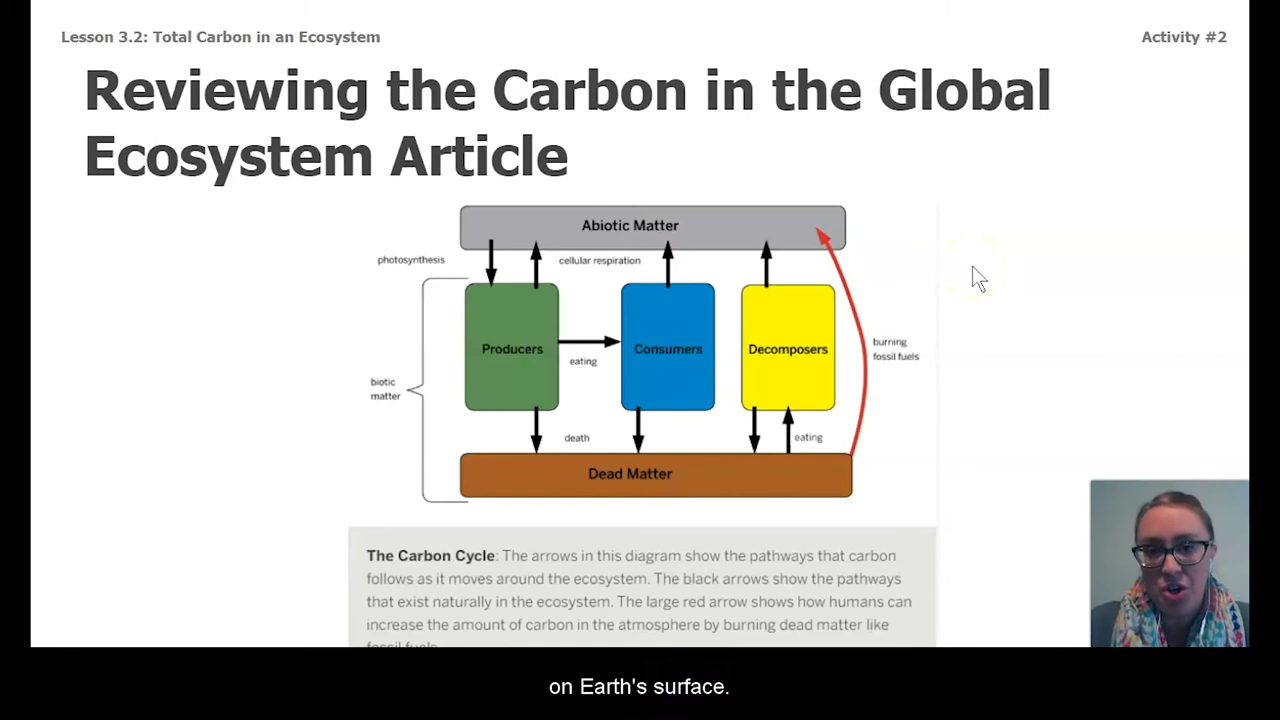 Lesson 3.2: Total Carbon in an Ecosystem
Activity #2
Reviewing the Carbon in the Global
Ecosystem Article
Abiotic Matter
photosynthesis
cellular respiration
Producers
Consumers
Decomposers
eating
burning
fossil fuels
biotic
matter
death
eating
Dead Matter
The Carbon Cycle: The arrows in this diagram show the pathways that carbon
follows as it moves around the ecosystem. The black arrows show the pathways
that exist naturally in the ecosystem. The large red arrow shows how humans can
increase the amount of carbon in the atmosphere by burning dead matter like
fossil fuels.
on Earth's surface.